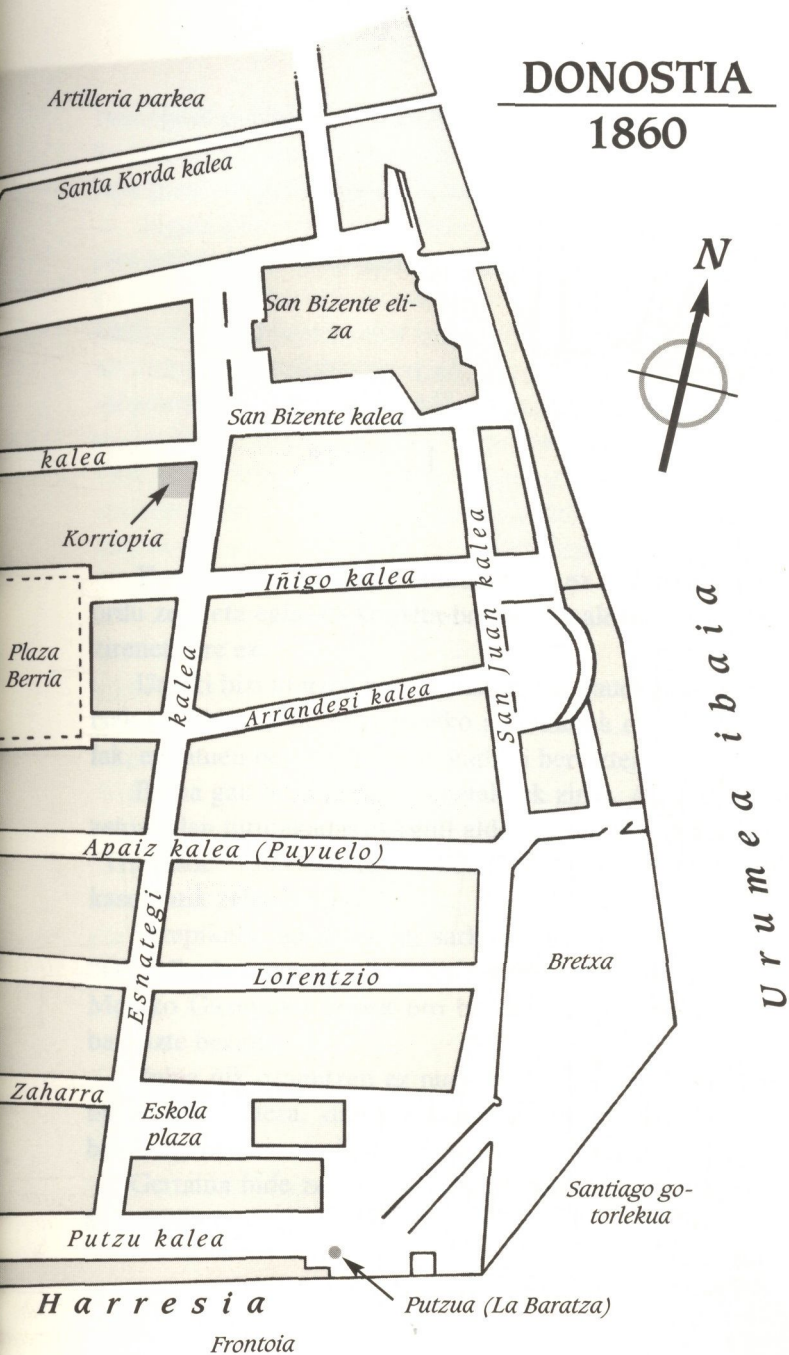 DONOSTIA
1860
Artilleria parkea
Santa Korda kalea
N
San Bizente eli-
za
San Bizente kalea
kalea
Korriopia
Iñigo kalea
San Juan kalea
Plaza
Berria
kalea
Arrandegi kalea
Urumea ibaia
Apaiz kalea (Puyuelo)
Esnategi
Bretxa
Lorentzio
Zaharra
Eskola
plaza
Santiago go-
torlekua
Putzu kalea
Harresia
Putzua (La Baratza)
Frontoia